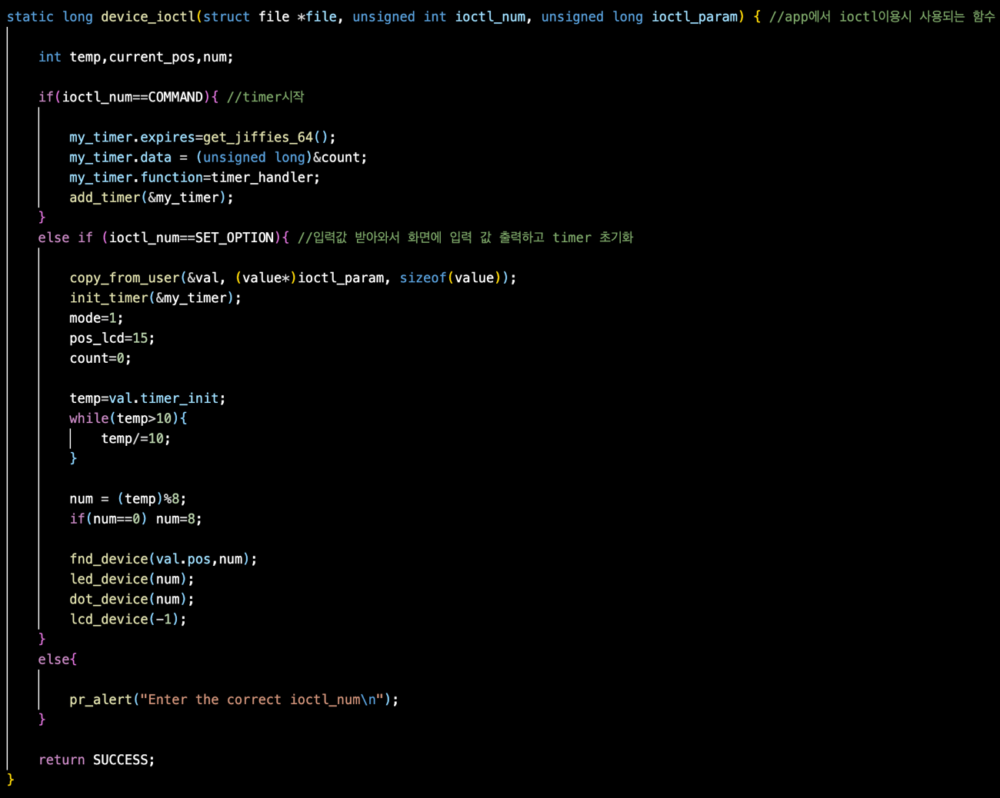 static long device_ioctl(struct file *file, unsigned int ioctl_num, unsigned long ioctl_param) { //app에서 ioctl이용시 사용되는 함수
int temp,current_pos,num;
if(ioctl_num==COMMAND){ //timer시작
my_timer.expires=get_jiffies_64();
my_timer.data = (unsigned long)&count;
my_timer.function=timer_handler;
add_timer(&my_timer);
}
else if (ioctl_num==SET_OPTION){ //입력값 받아와서 화면에 입력 값 출력하고 timer 초기화
copy_from_user(&val, (value*)ioctl_param, sizeof(value));
init_timer(&my_timer);
mode=1;
pos_lcd=15;
count=0;
temp=val.timer_init;
while(temp>10){
temp/=10;
}
num = (temp)%8;
if(num==0) num=8;
fnd_device(val.pos,num);
led_device(num);
dot_device(num);
lcd_device(-1);
}
else{
pr_alert("Enter the correct ioctl_num\n");
}
return SUCCESS;
}